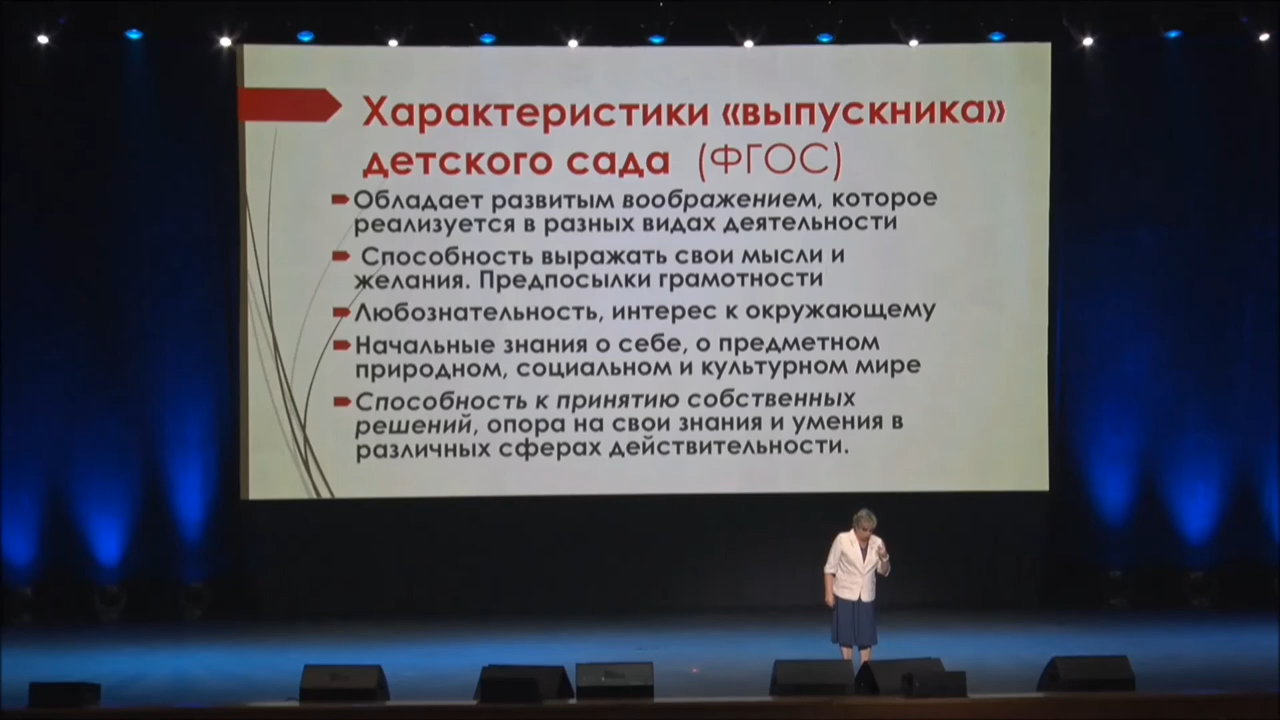 Характеристики «выпускника»
детского сада (ФГОС)
Обладает развитым воображением, которое
реализуется в разных видах деятельности
Способность выражать свои мысли и
желания. Предпосылки грамотности
Любознательность, интерес к окружающему
Начальные знания о себе, о предметном
природном, социальном и культурном мире
Способность к принятию собственных
решений, опора на свои знания и умения в
различных сферах действительности.